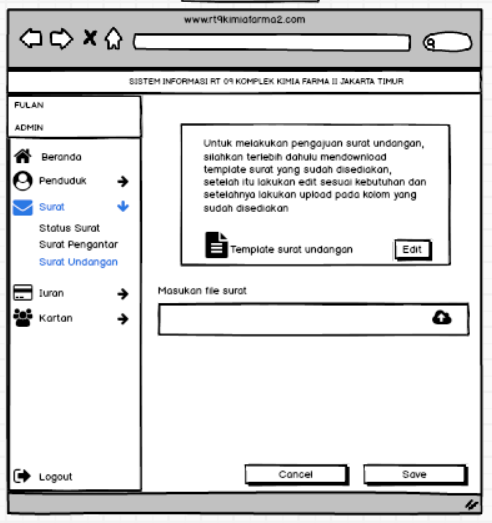 www.rt9kimiafarma2.com
SISTEM INFORMASI RT 09 KOMPLEK KIMIA FARMA II JAKARTA TIMUR
FULAN
ADMIN
Beranda
Penduduk
Surat
Status Surat
Surat Pengantar
Surat Undangan
Iuran
Kartan
Logout
Untuk melakukan pengajuan surat undangan,
silahkan terlebih dahulu mendownload
template surat yang sudah disediakan,
setelah itu lakukan edit sesuai kebutuhan dan
setelahnya lakukan upload pada kolom yang
sudah disediakan
Template surat undangan
Edit
Masukan file surat
Cancel
Save